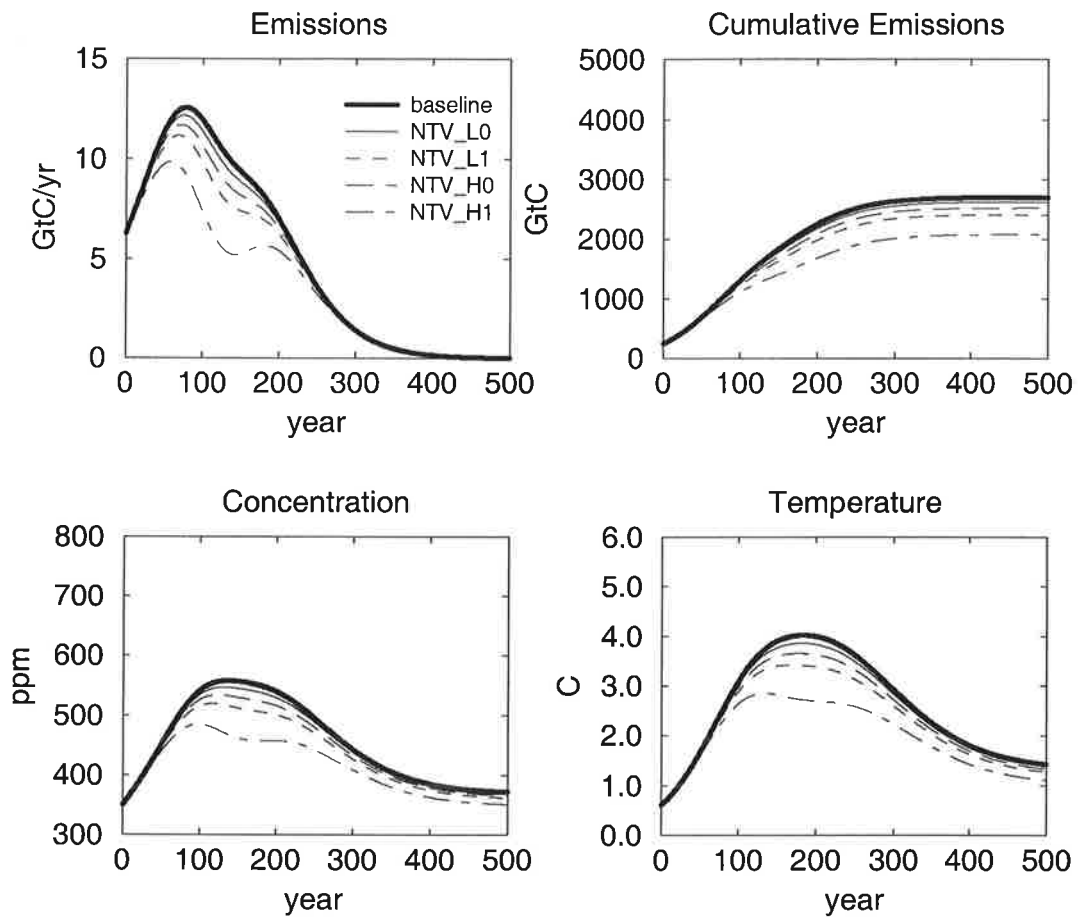 Emissions
15
10
5
0
GtC/yr
baseline
NTV_L0
NTV_L1
NTV_H0
NTV_H1
0 100 200 300 400 500
year
Cumulative Emissions
5000
4000
3000
2000
1000
0
GtC
0 100 200 300 400 500
year
Concentration
800
700
600
500
400
300
ppm
0 100 200 300 400 500
year
Temperature
6.0
5.0
4.0
3.0
2.0
1.0
0.0
C
0 100 200 300 400 500
year